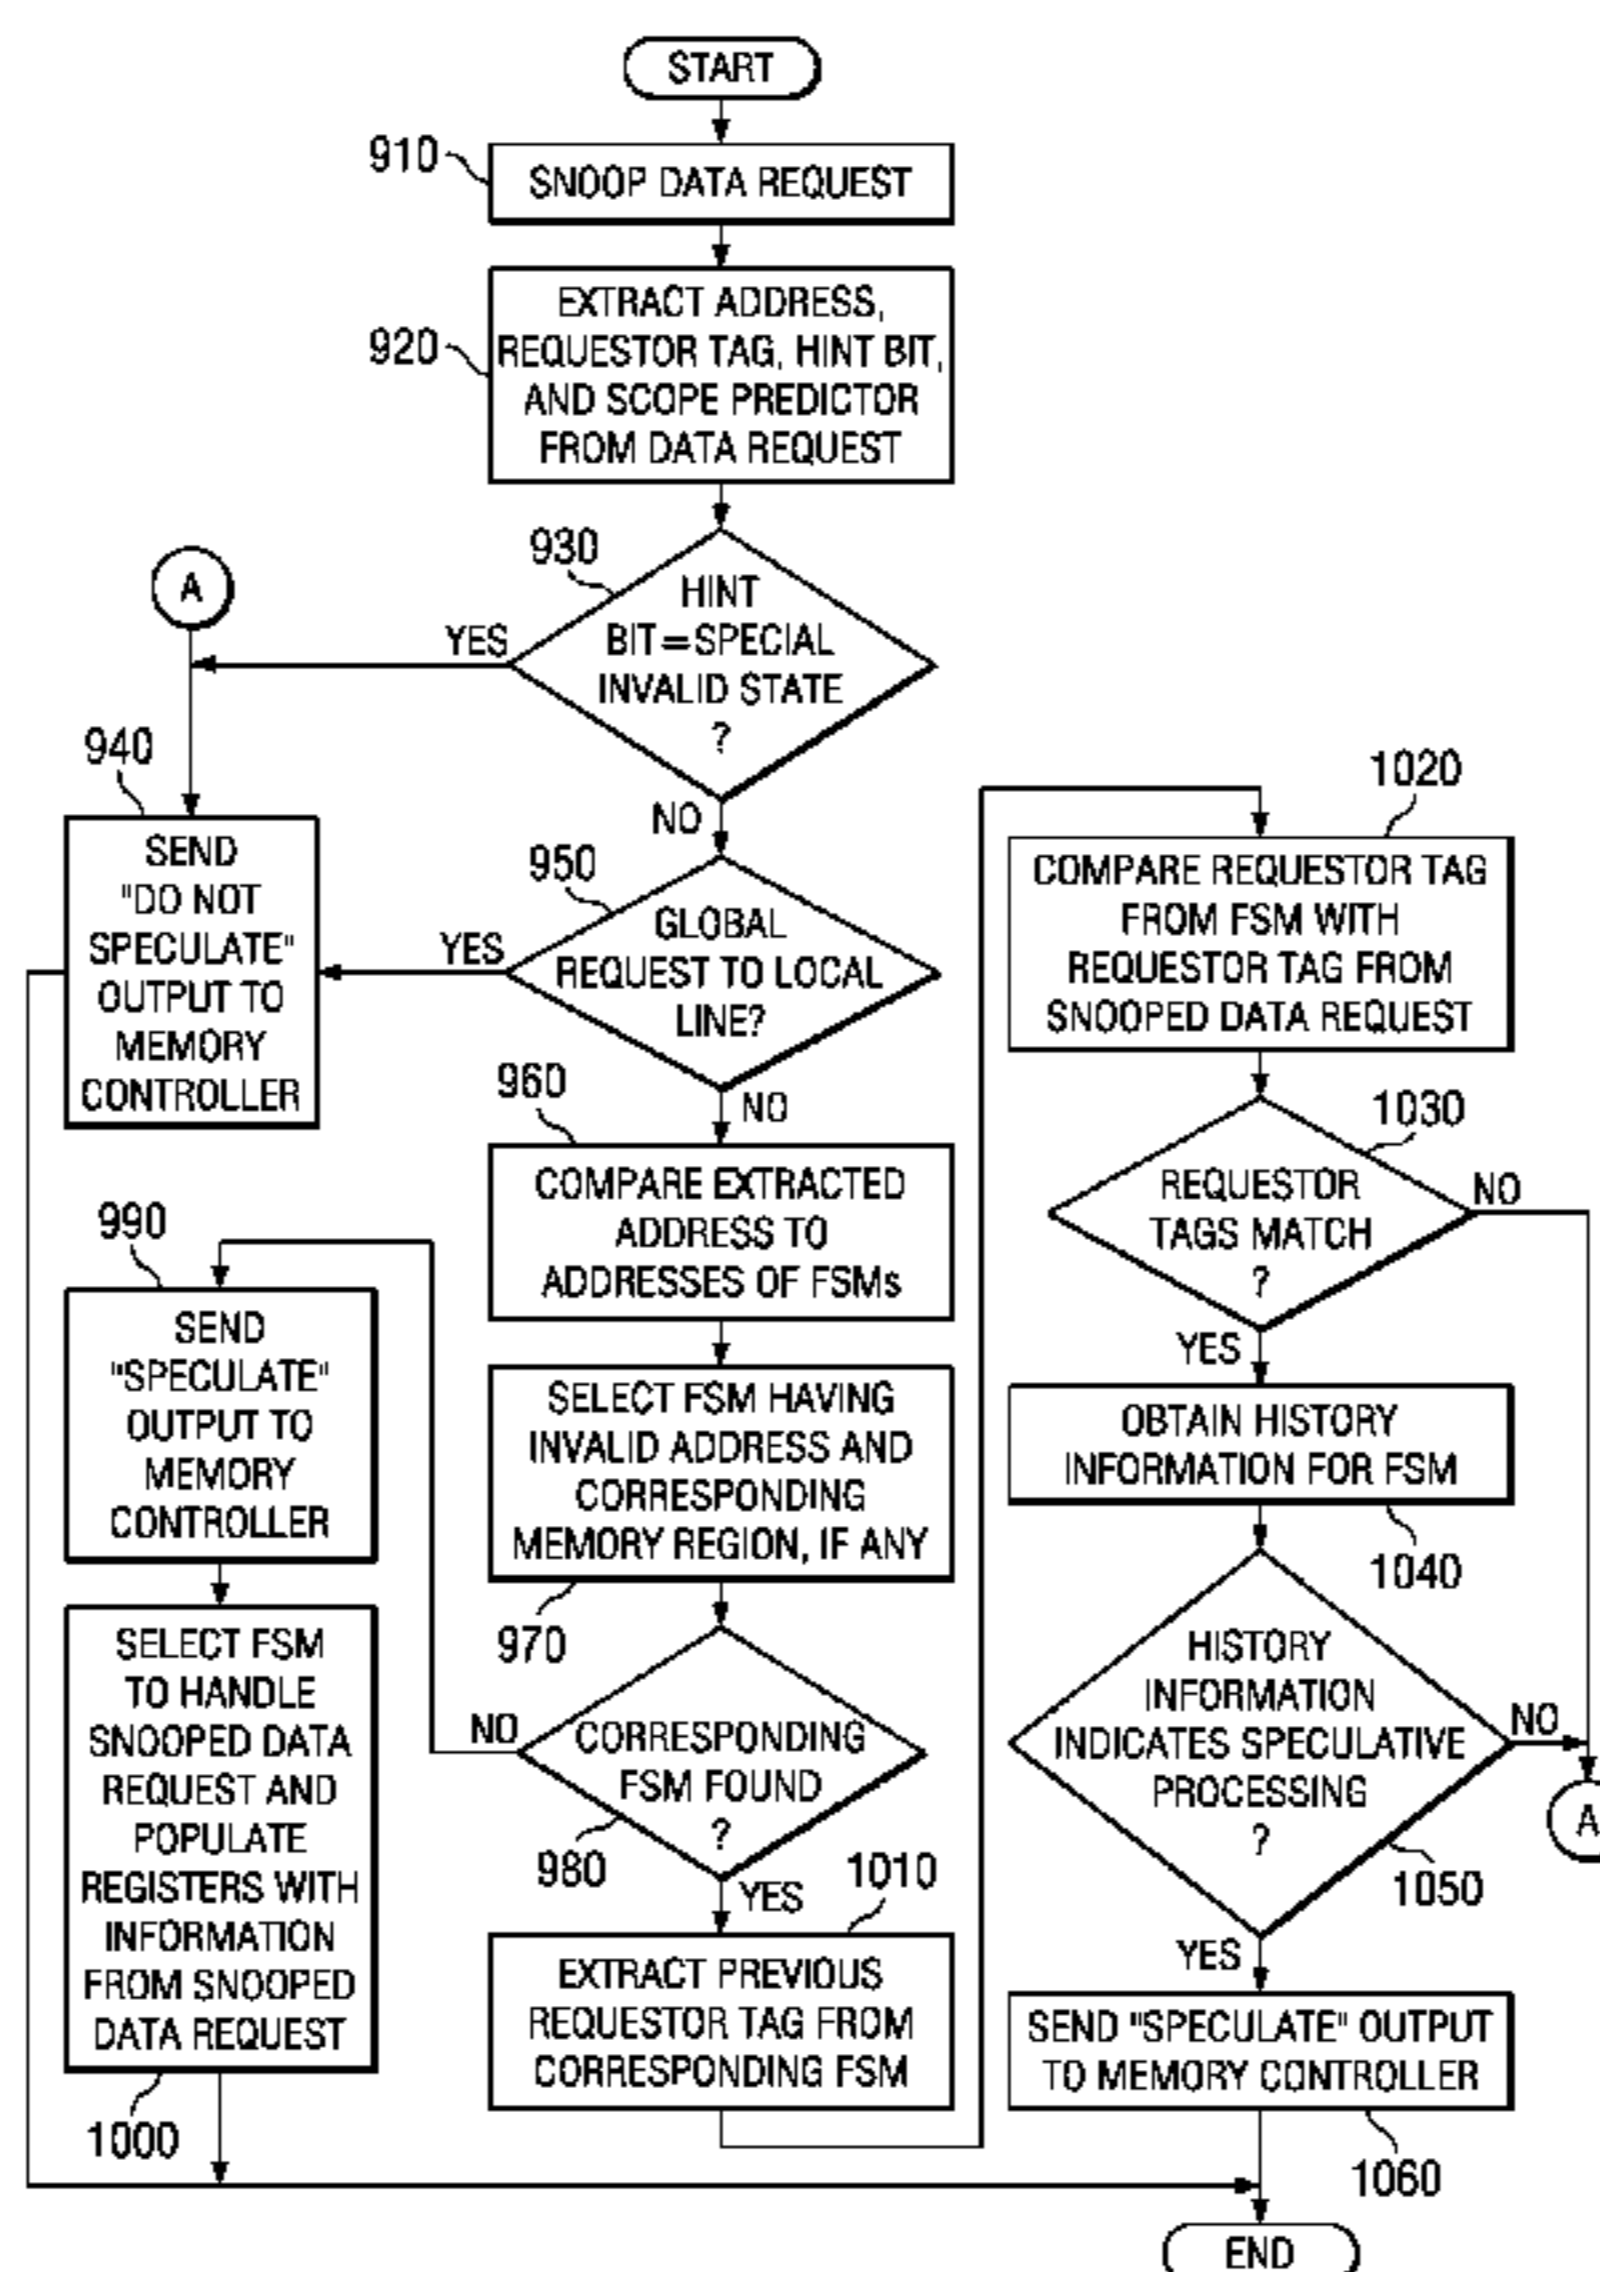 START
910
SNOOP DATA REQUEST
920
EXTRACT ADDRESS,
REQUESTOR TAG, HINT BIT,
AND SCOPE PREDICTOR
FROM DATA REQUEST
930
HINT
BIT=SPECIAL
INVALID STATE
?
YES
NO
A
940
SEND
"DO NOT
SPECULATE"
OUTPUT TO
MEMORY
CONTROLLER
950
GLOBAL
REQUEST TO LOCAL
LINE?
YES
NO
960
COMPARE EXTRACTED
ADDRESS TO
ADDRESSES OF FSMs
SELECT FSM HAVING
INVALID ADDRESS AND
CORRESPONDING
MEMORY REGION, IF ANY
970
CORRESPONDING
FSM FOUND
?
980
NO
YES
990
SEND
"SPECULATE"
OUTPUT TO
MEMORY
CONTROLLER
SELECT FSM
TO HANDLE
SNOOPED DATA
REQUEST AND
POPULATE
REGISTERS WITH
INFORMATION
FROM SNOOPED
DATA REQUEST
1000
1010
EXTRACT PREVIOUS
REQUESTOR TAG FROM
CORRESPONDING FSM
1020
COMPARE REQUESTOR TAG
FROM FSM WITH
REQUESTOR TAG FROM
SNOOPED DATA REQUEST
1030
REQUESTOR
TAGS MATCH
?
NO
YES
OBTAIN HISTORY
INFORMATION FOR FSM
1040
HISTORY
INFORMATION
INDICATES SPECULATIVE
PROCESSING
?
NO
A
1050
YES
SEND "SPECULATE" OUTPUT
TO MEMORY CONTROLLER
1060
END